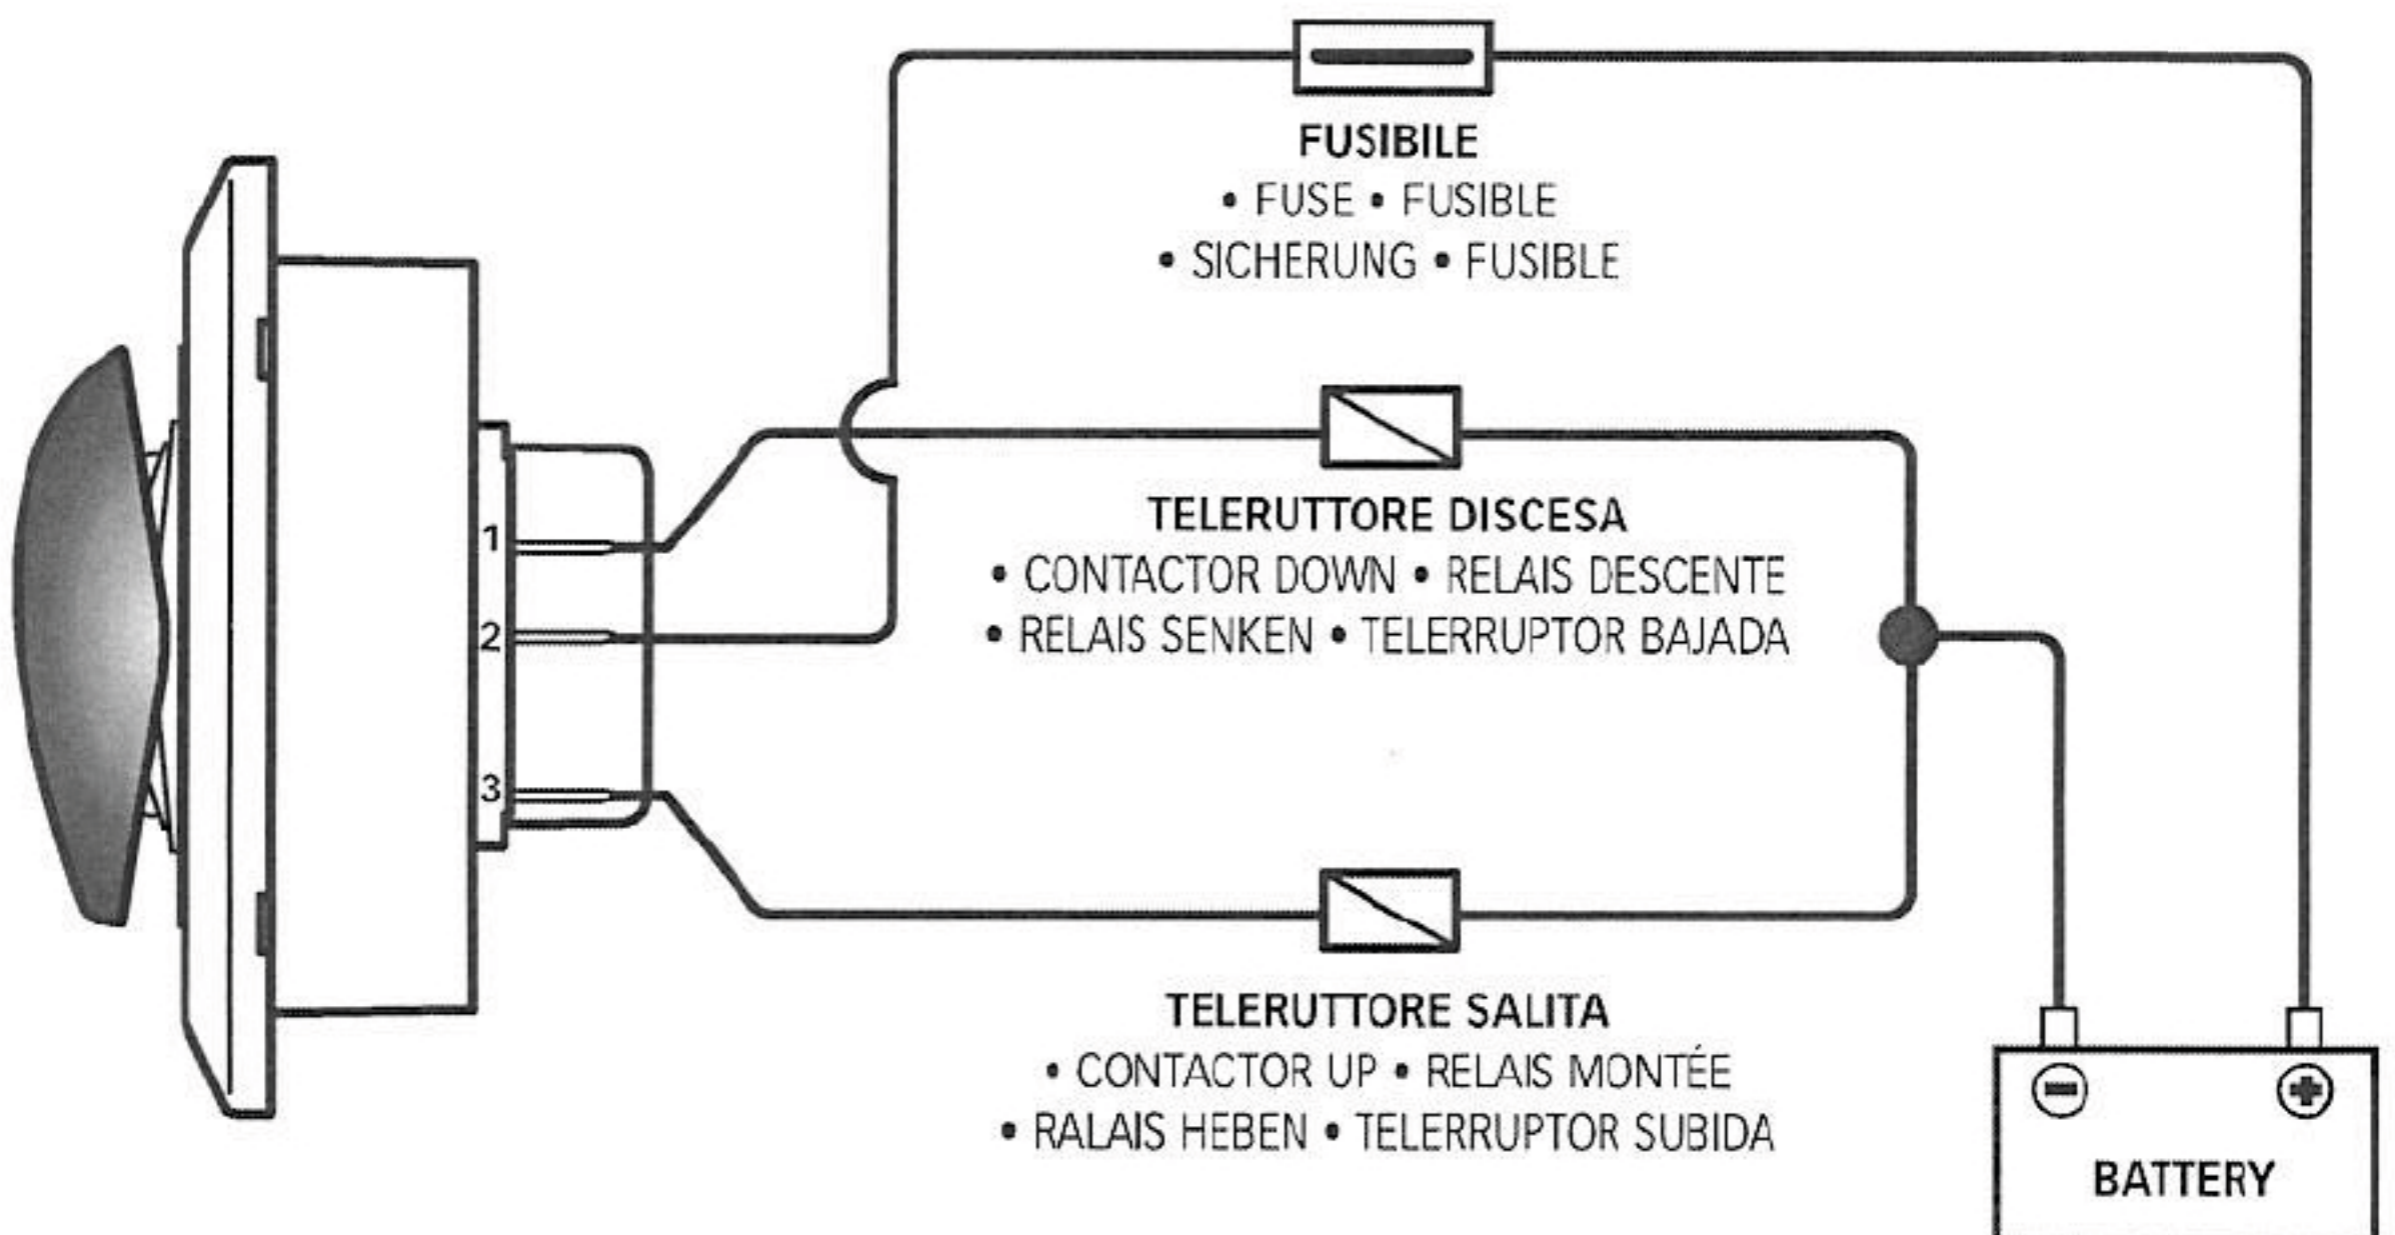 FUSIBILE
• FUSE • FUSIBLE
• SICHERUNG • FUSIBLE
1
TELERUTTORE DISCESA
• CONTACTOR DOWN • RELAIS DESCENTE
2
• RELAIS SENKEN • TELERRUPTOR BAJADA
3
TELERUTTORE SALITA
• CONTACTOR UP • RELAIS MONTÉE
• RALAIS HEBEN • TELERRUPTOR SUBIDA
- +
BATTERY